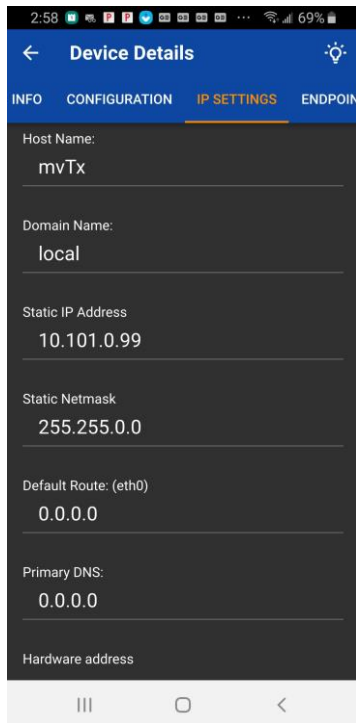 2:58 69%
Device Details
INFO CONFIGURATION IP SETTINGS ENDPOIN
Host Name:
mvTx
Domain Name:
local
Static IP Address
10.101.0.99
Static Netmask
255.255.0.0
Default Route: (eth0)
0.0.0.0
Primary DNS:
0.0.0.0
Hardware address